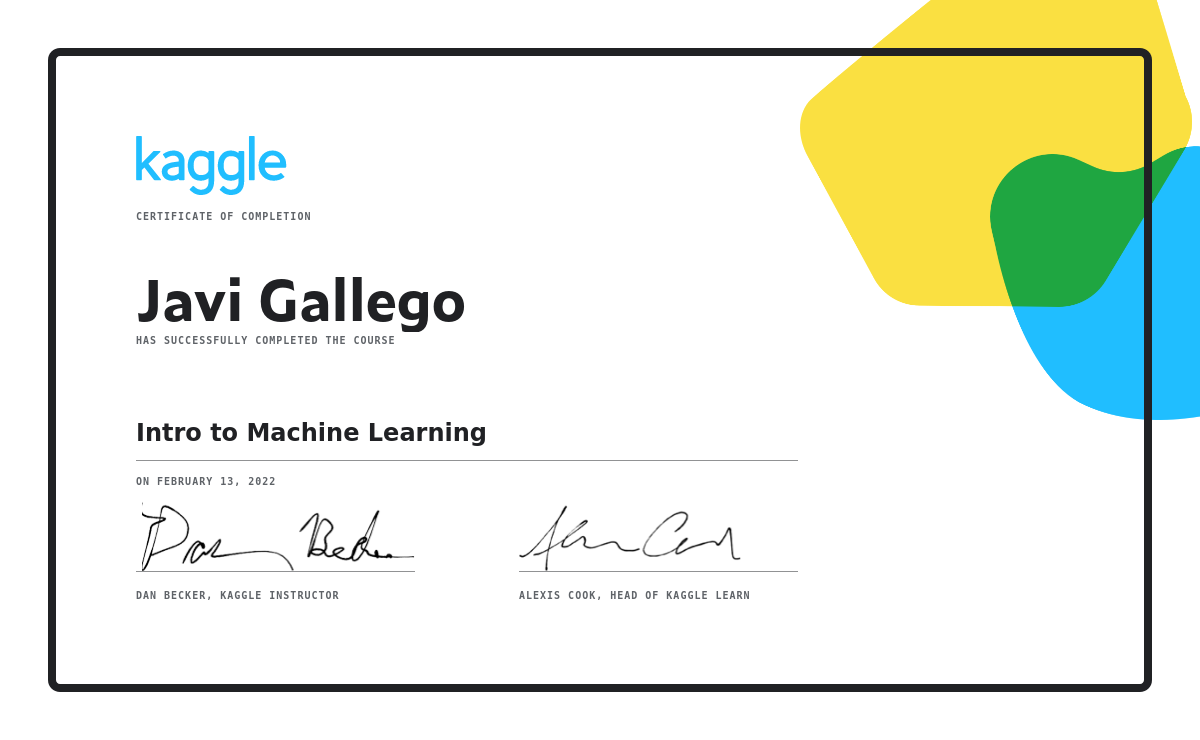 kaggle
CERTIFICATE OF COMPLETION
Javi Gallego
HAS SUCCESSFULLY COMPLETED THE COURSE
Intro to Machine Learning
ON FEBRUARY 13, 2022
Dan Becker
Alexis Cook
DAN BECKER, KAGGLE INSTRUCTOR
ALEXIS COOK, HEAD OF KAGGLE LEARN